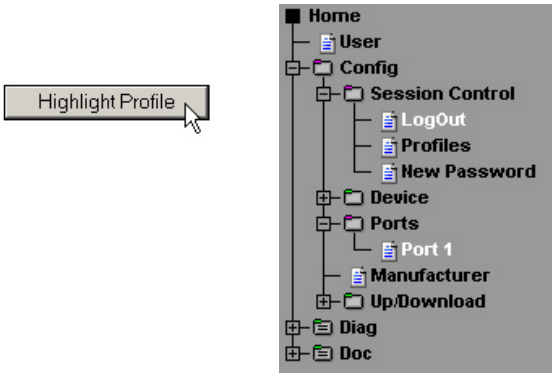 Highlight Profile
Home
User
Config
Session Control
LogOut
Profiles
New Password
Device
Ports
Port 1
Manufacturer
Up/Download
Diag
Doc